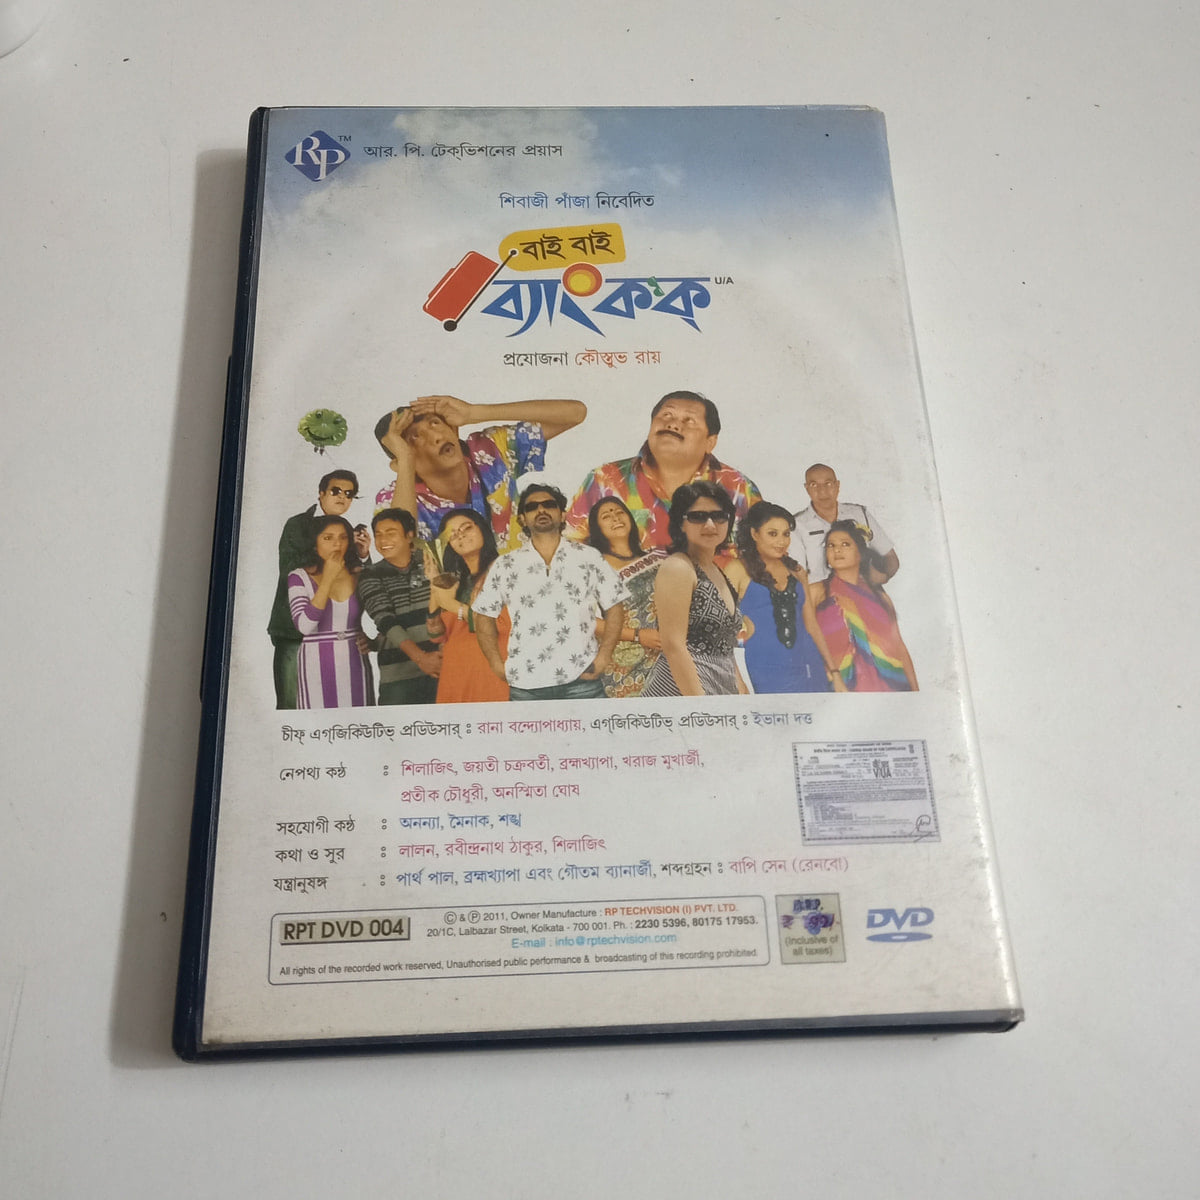 RP TM আর. পি. টেক্‌ভিশনের প্রয়াস
শিবাজী পাঁজা নিবেদিত
বাই বাই
ব্যাংকক্ U/A
প্রযোজনা কৌস্তুভ রায়
চীফ্ এগ্‌জিকিউটিভ্ প্রডিউসার্ ঃ রানা বন্দ্যোপাধ্যায়, এগ্‌জিকিউটিভ্ প্রডিউসার্ ঃ ইভানা দত্ত
নেপথ্য কন্ঠ ঃ শিলাজিৎ, জয়তী চক্রবর্তী, ব্রহ্মখ্যাপা, খরাজ মুখার্জী,
প্রতীক চৌধুরী, অনস্মিতা ঘোষ
সহযোগী কন্ঠ ঃ অনন্যা, মৈনাক, শঙ্খ
কথা ও সুর ঃ লালন, রবীন্দ্রনাথ ঠাকুর, শিলাজিৎ
যন্ত্রানুষঙ্গ ঃ পার্থ পাল, ব্রহ্মখ্যাপা এবং গৌতম ব্যানার্জী, শব্দগ্রহন ঃ বাপি সেন (রেনবো)
RPT DVD 004
© & ℗ 2011, Owner Manufacture : RP TECHVISION (I) PVT. LTD.
20/1C, Lalbazar Street, Kolkata - 700 001. Ph. : 2230 5396, 80175 17953.
E-mail : info@rptechvision.com
All rights of the recorded work reserved, Unauthorised public performance & broadcasting of this recording prohibited.
(Inclusive of
all taxes)
DVD